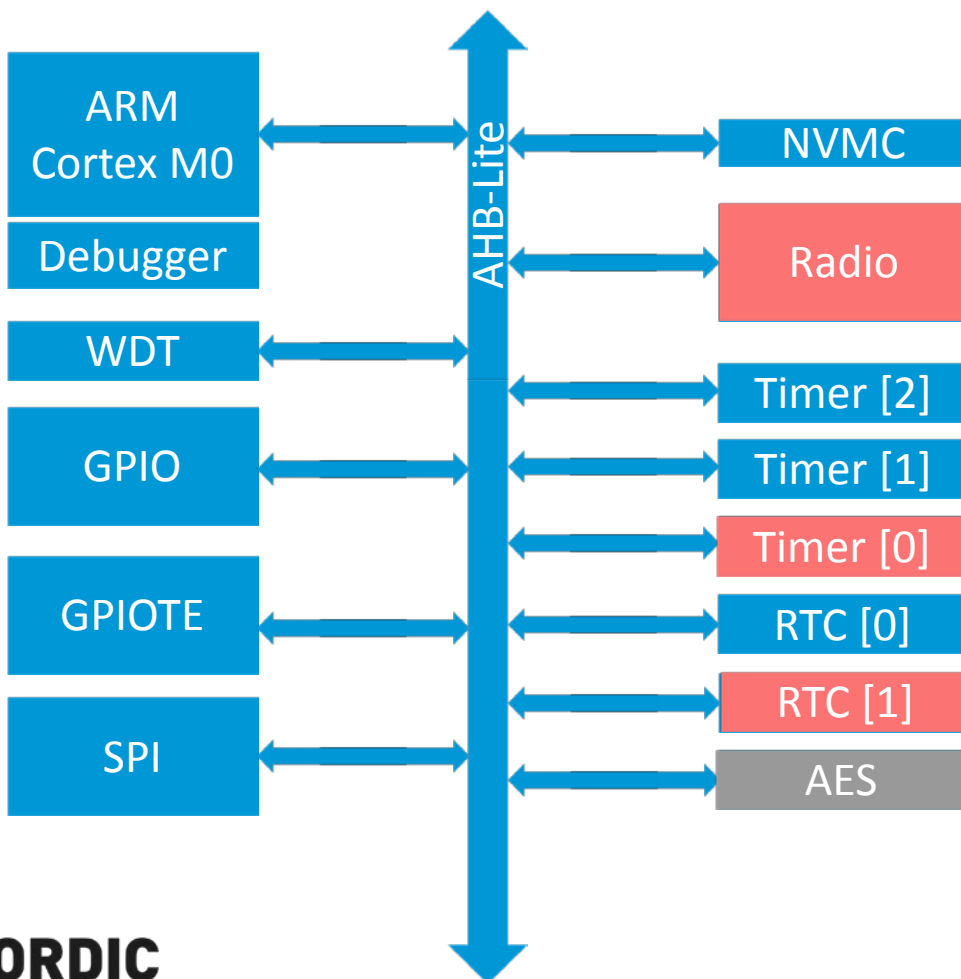 ARM
Cortex M0
Debugger
WDT
GPIO
GPIOTE
SPI
AHB-Lite
NVMC
Radio
Timer [2]
Timer [1]
Timer [0]
RTC [0]
RTC [1]
AES
ORDIC